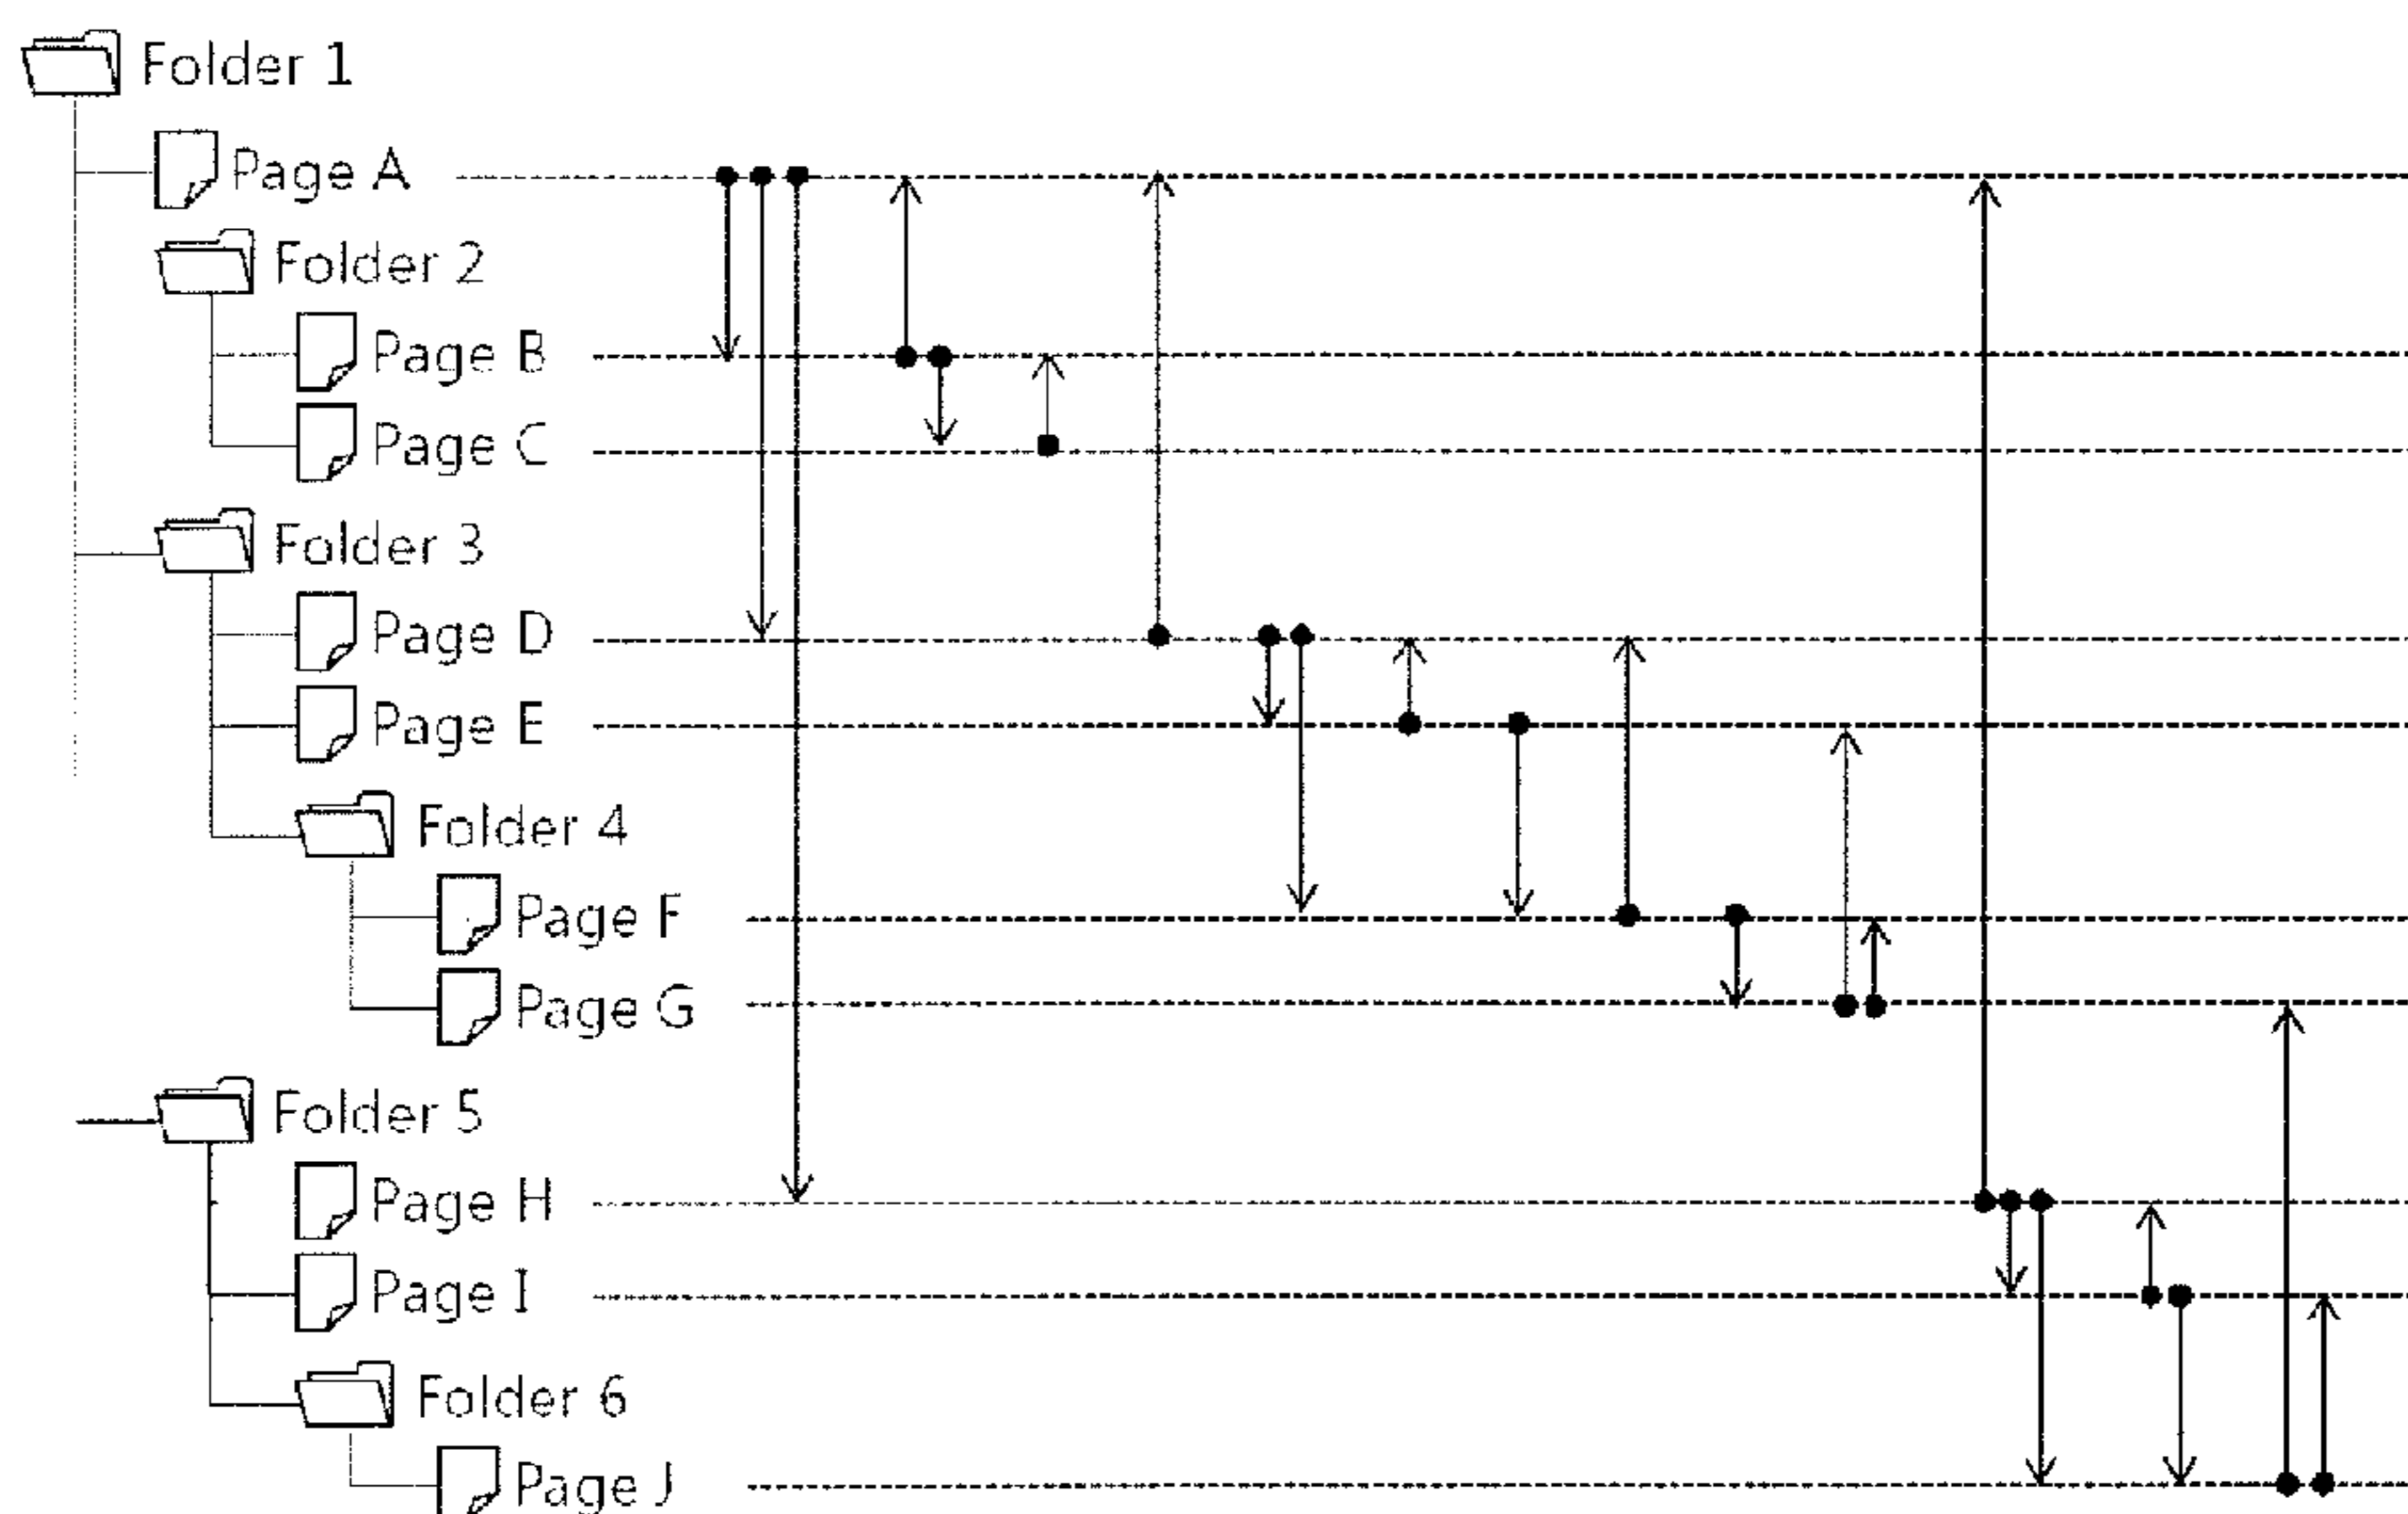 Folder 1
Page A
Folder 2
Page B
Page C
Folder 3
Page D
Page E
Folder 4
Page F
Page G
Folder 5
Page H
Page I
Folder 6
Page J